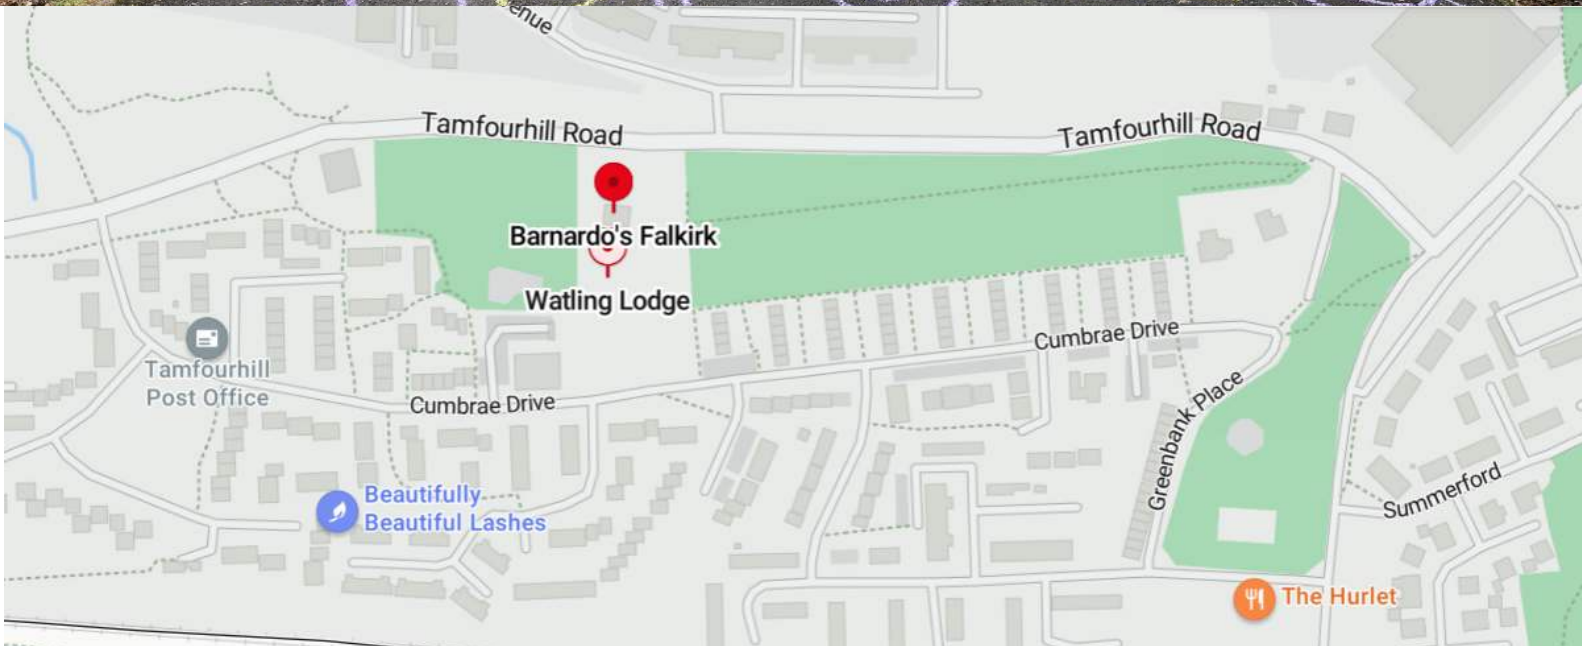 enue
Tamfourhill Road
Tamfourhill Road
Barnardo's Falkirk
Watling Lodge
Cumbrae Drive
Tamfourhill
Post Office
Cumbrae Drive
Greenbank Place
Beautifully
Beautiful Lashes
Summerford
The Hurlet